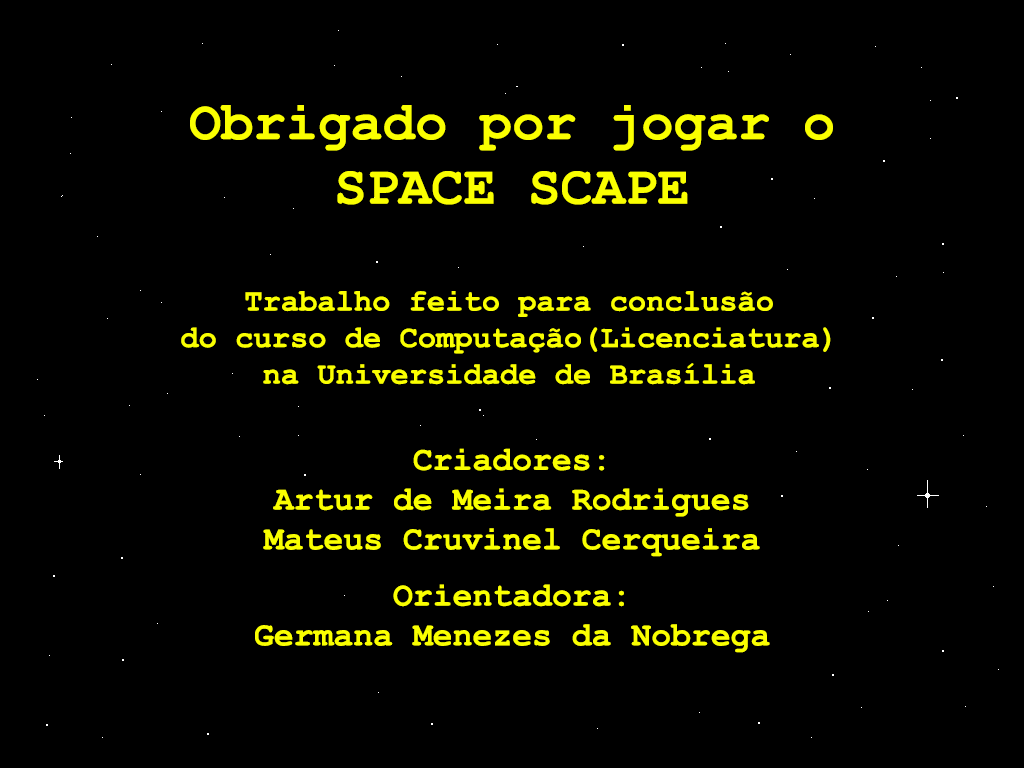 Obrigado por jogar o
SPACE SCAPE
Trabalho feito para conclusão
do curso de Computação(Licenciatura)
na Universidade de Brasília
Criadores:
Artur de Meira Rodrigues
Mateus Cruvinel Cerqueira
Orientadora:
Germana Menezes da Nobrega